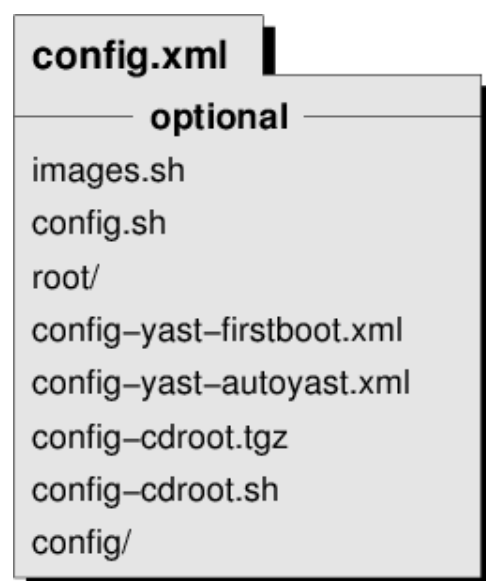 config.xml
optional
images.sh
config.sh
root/
config–yast–firstboot.xml
config–yast–autoyast.xml
config–cdroot.tgz
config–cdroot.sh
config/